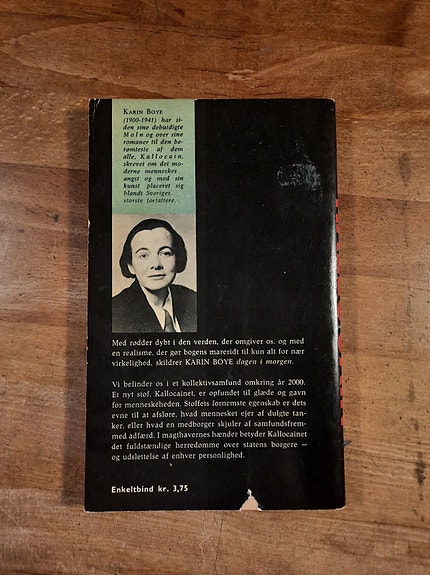 KARIN BOYE
(1900-1941) har si-
den sine debutdigte
Moln og over sine
romaner til den be-
rømteste af dem
alle, Kallocain,
skrevet om det mo-
derne menneskes
angst og med sin
kunst placeret sig
blandt Sveriges
største forfattere.
Med rødder dybt i den verden, der omgiver os, og med
en realisme, der gør bogens mareridt til kun alt for nær
virkelighed, skildrer KARIN BOYE dagen i morgen.
Vi befinder os i et kollektivsamfund omkring år 2000.
Et nyt stof, Kallocainet, er opfundet til glæde og gavn
for menneskeheden. Stoffets fornemste egenskab er dets
evne til at afsløre, hvad mennesket ejer af dulgte tan-
ker, eller hvad en medborger skjuler af samfundsfrem-
med adfærd. I magthavernes hænder betyder Kallocainet
det fuldstændige herredømme over statens borgere —
og udslettelse af enhver personlighed.
Enkeltbind kr. 3,75